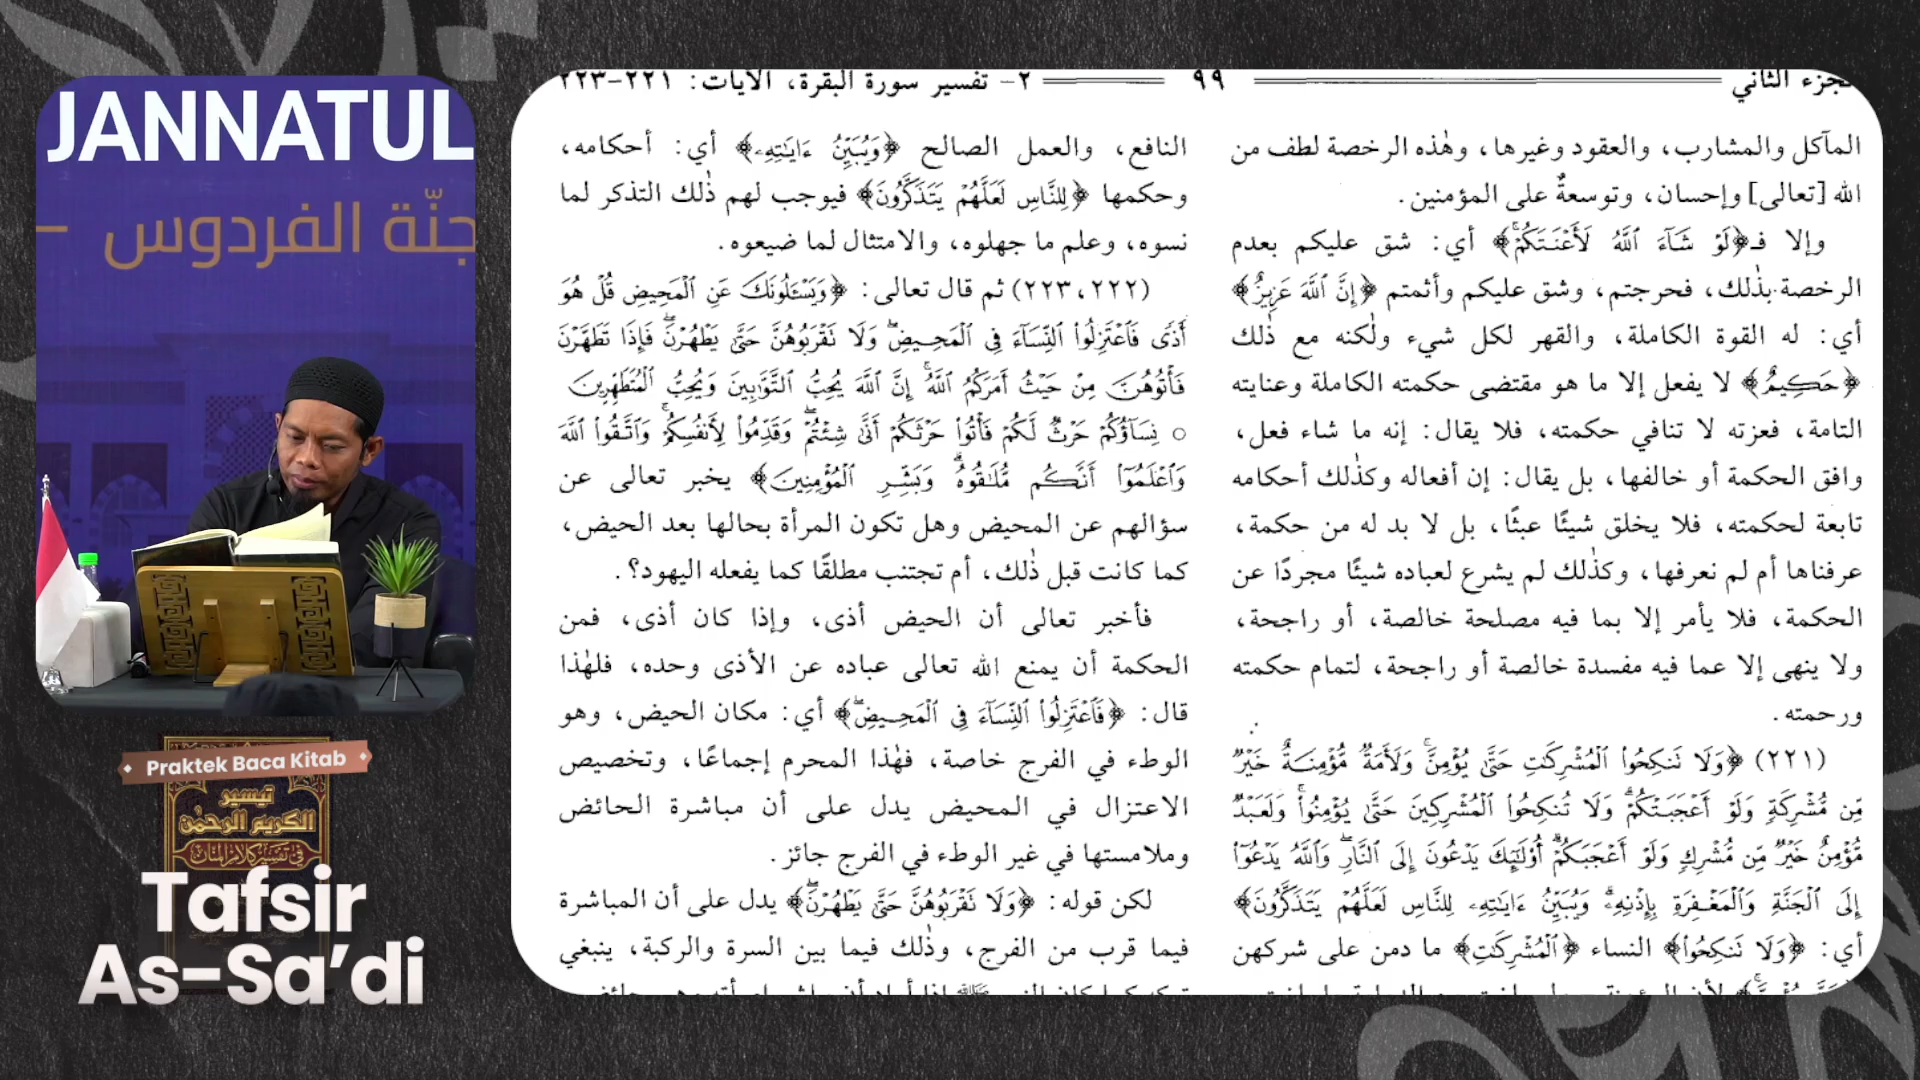 JANNATUL
جنّة الفردوس –
Praktek Baca Kitab
تيسير
الكريم الرحمن
في تفسير كلام المنان
Tafsir
As-Sa'di
لجزء الثاني
٩٩
٢- تفسير سورة البقرة، الآيات: ٢٢١-٢٢٣
المآكل والمشارب، والعقود وغيرها، وهٰذه الرخصة لطف من
الله [تعالى] وإحسان، وتوسعةٌ على المؤمنين.
وإلا فـ﴿لَوْ شَآءَ ٱللَّهُ لَأَعْنَتَكُمْۚ﴾ أي: شق عليكم بعدم
الرخصة بذٰلك، فحرجتم، وشق عليكم وأثمتم ﴿إِنَّ ٱللَّهَ عَزِيزٌ﴾
أي: له القوة الكاملة، والقهر لكل شيء ولٰكنه مع ذٰلك
﴿حَكِيمٌ﴾ لا يفعل إلا ما هو مقتضى حكمته الكاملة وعنايته
التامة، فعزته لا تنافي حكمته، فلا يقال: إنه ما شاء فعل،
وافق الحكمة أو خالفها، بل يقال: إن أفعاله وكذٰلك أحكامه
تابعة لحكمته، فلا يخلق شيئًا عبثًا، بل لا بد له من حكمة،
عرفناها أم لم نعرفها، وكذٰلك لم يشرع لعباده شيئًا مجردًا عن
الحكمة، فلا يأمر إلا بما فيه مصلحة خالصة، أو راجحة،
ولا ينهى إلا عما فيه مفسدة خالصة أو راجحة، لتمام حكمته
ورحمته.
(٢٢١) ﴿وَلَا تَنكِحُوا۟ ٱلْمُشْرِكَٰتِ حَتَّىٰ يُؤْمِنَّۚ وَلَأَمَةٌ مُّؤْمِنَةٌ خَيْرٌ
مِّن مُّشْرِكَةٍ وَلَوْ أَعْجَبَتْكُمْۗ وَلَا تُنكِحُوا۟ ٱلْمُشْرِكِينَ حَتَّىٰ يُؤْمِنُوا۟ۚ وَلَعَبْدٌ
مُّؤْمِنٌ خَيْرٌ مِّن مُّشْرِكٍ وَلَوْ أَعْجَبَكُمْۗ أُو۟لَٰٓئِكَ يَدْعُونَ إِلَى ٱلنَّارِۖ وَٱللَّهُ يَدْعُوٓا۟
إِلَى ٱلْجَنَّةِ وَٱلْمَغْفِرَةِ بِإِذْنِهِۦۖ وَيُبَيِّنُ ءَايَٰتِهِۦ لِلنَّاسِ لَعَلَّهُمْ يَتَذَكَّرُونَ﴾
أي: ﴿وَلَا تَنكِحُوا۟﴾ النساء ﴿ٱلْمُشْرِكَٰتِ﴾ ما دمن على شركهن
النافع، والعمل الصالح ﴿وَيُبَيِّنُ ءَايَٰتِهِۦ﴾ أي: أحكامه،
وحكمها ﴿لِلنَّاسِ لَعَلَّهُمْ يَتَذَكَّرُونَ﴾ فيوجب لهم ذٰلك التذكر لما
نسوه، وعلم ما جهلوه، والامتثال لما ضيعوه.
(٢٢٢، ٢٢٣) ثم قال تعالى: ﴿وَيَسْـَٔلُونَكَ عَنِ ٱلْمَحِيضِ قُلْ هُوَ
أَذًى فَٱعْتَزِلُوا۟ ٱلنِّسَآءَ فِى ٱلْمَحِيضِۖ وَلَا تَقْرَبُوهُنَّ حَتَّىٰ يَطْهُرْنَۖ فَإِذَا تَطَهَّرْنَ
فَأْتُوهُنَّ مِنْ حَيْثُ أَمَرَكُمُ ٱللَّهُۚ إِنَّ ٱللَّهَ يُحِبُّ ٱلتَّوَّٰبِينَ وَيُحِبُّ ٱلْمُتَطَهِّرِينَ
○ نِسَآؤُكُمْ حَرْثٌ لَّكُمْ فَأْتُوا۟ حَرْثَكُمْ أَنَّىٰ شِئْتُمْۖ وَقَدِّمُوا۟ لِأَنفُسِكُمْۚ وَٱتَّقُوا۟ ٱللَّهَ
وَٱعْلَمُوٓا۟ أَنَّكُم مُّلَٰقُوهُۗ وَبَشِّرِ ٱلْمُؤْمِنِينَ﴾ يخبر تعالى عن
سؤالهم عن المحيض وهل تكون المرأة بحالها بعد الحيض،
كما كانت قبل ذٰلك، أم تجتنب مطلقًا كما يفعله اليهود؟.
فأخبر تعالى أن الحيض أذى، وإذا كان أذى، فمن
الحكمة أن يمنع الله تعالى عباده عن الأذى وحده، فلهٰذا
قال: ﴿فَٱعْتَزِلُوا۟ ٱلنِّسَآءَ فِى ٱلْمَحِيضِۖ﴾ أي: مكان الحيض، وهو
الوطء في الفرج خاصة، فهٰذا المحرم إجماعًا، وتخصيص
الاعتزال في المحيض يدل على أن مباشرة الحائض
وملامستها في غير الوطء في الفرج جائز.
لكن قوله: ﴿وَلَا تَقْرَبُوهُنَّ حَتَّىٰ يَطْهُرْنَۖ﴾ يدل على أن المباشرة
فيما قرب من الفرج، وذٰلك فيما بين السرة والركبة، ينبغي